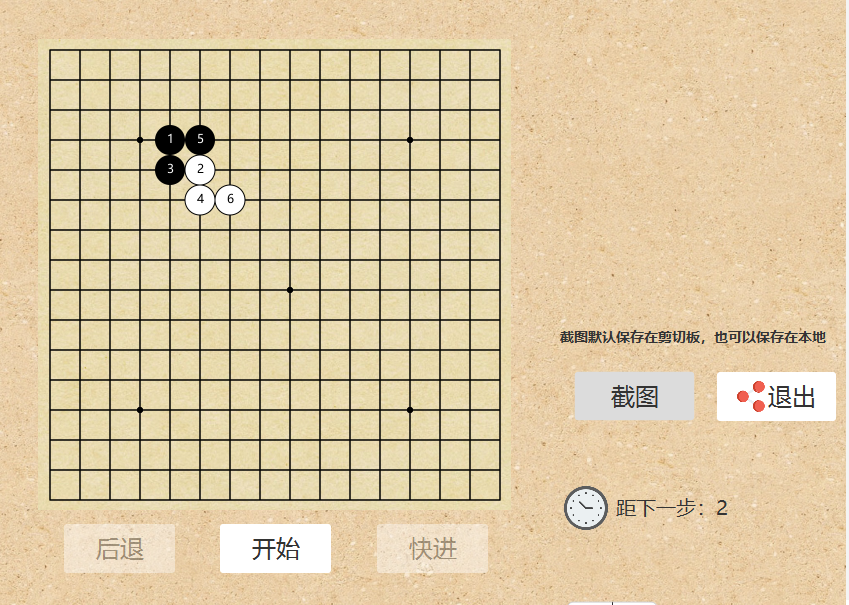 1 5
3 2
4 6
截图默认保存在剪切板，也可以保存在本地
截图 退出
距下一步：2
后退 开始 快进